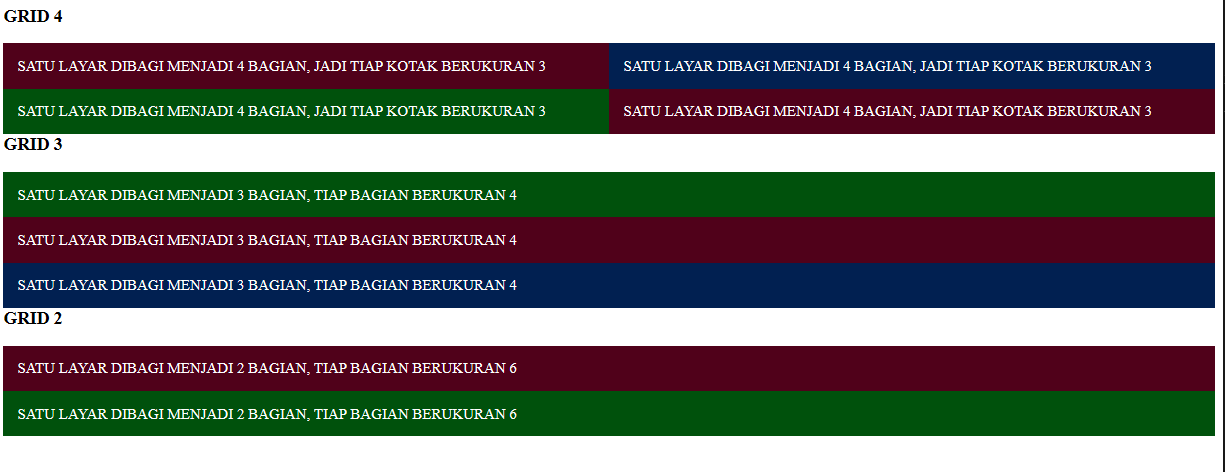 GRID 4
SATU LAYAR DIBAGI MENJADI 4 BAGIAN, JADI TIAP KOTAK BERUKURAN 3
SATU LAYAR DIBAGI MENJADI 4 BAGIAN, JADI TIAP KOTAK BERUKURAN 3
SATU LAYAR DIBAGI MENJADI 4 BAGIAN, JADI TIAP KOTAK BERUKURAN 3
SATU LAYAR DIBAGI MENJADI 4 BAGIAN, JADI TIAP KOTAK BERUKURAN 3
GRID 3
SATU LAYAR DIBAGI MENJADI 3 BAGIAN, TIAP BAGIAN BERUKURAN 4
SATU LAYAR DIBAGI MENJADI 3 BAGIAN, TIAP BAGIAN BERUKURAN 4
SATU LAYAR DIBAGI MENJADI 3 BAGIAN, TIAP BAGIAN BERUKURAN 4
GRID 2
SATU LAYAR DIBAGI MENJADI 2 BAGIAN, TIAP BAGIAN BERUKURAN 6
SATU LAYAR DIBAGI MENJADI 2 BAGIAN, TIAP BAGIAN BERUKURAN 6